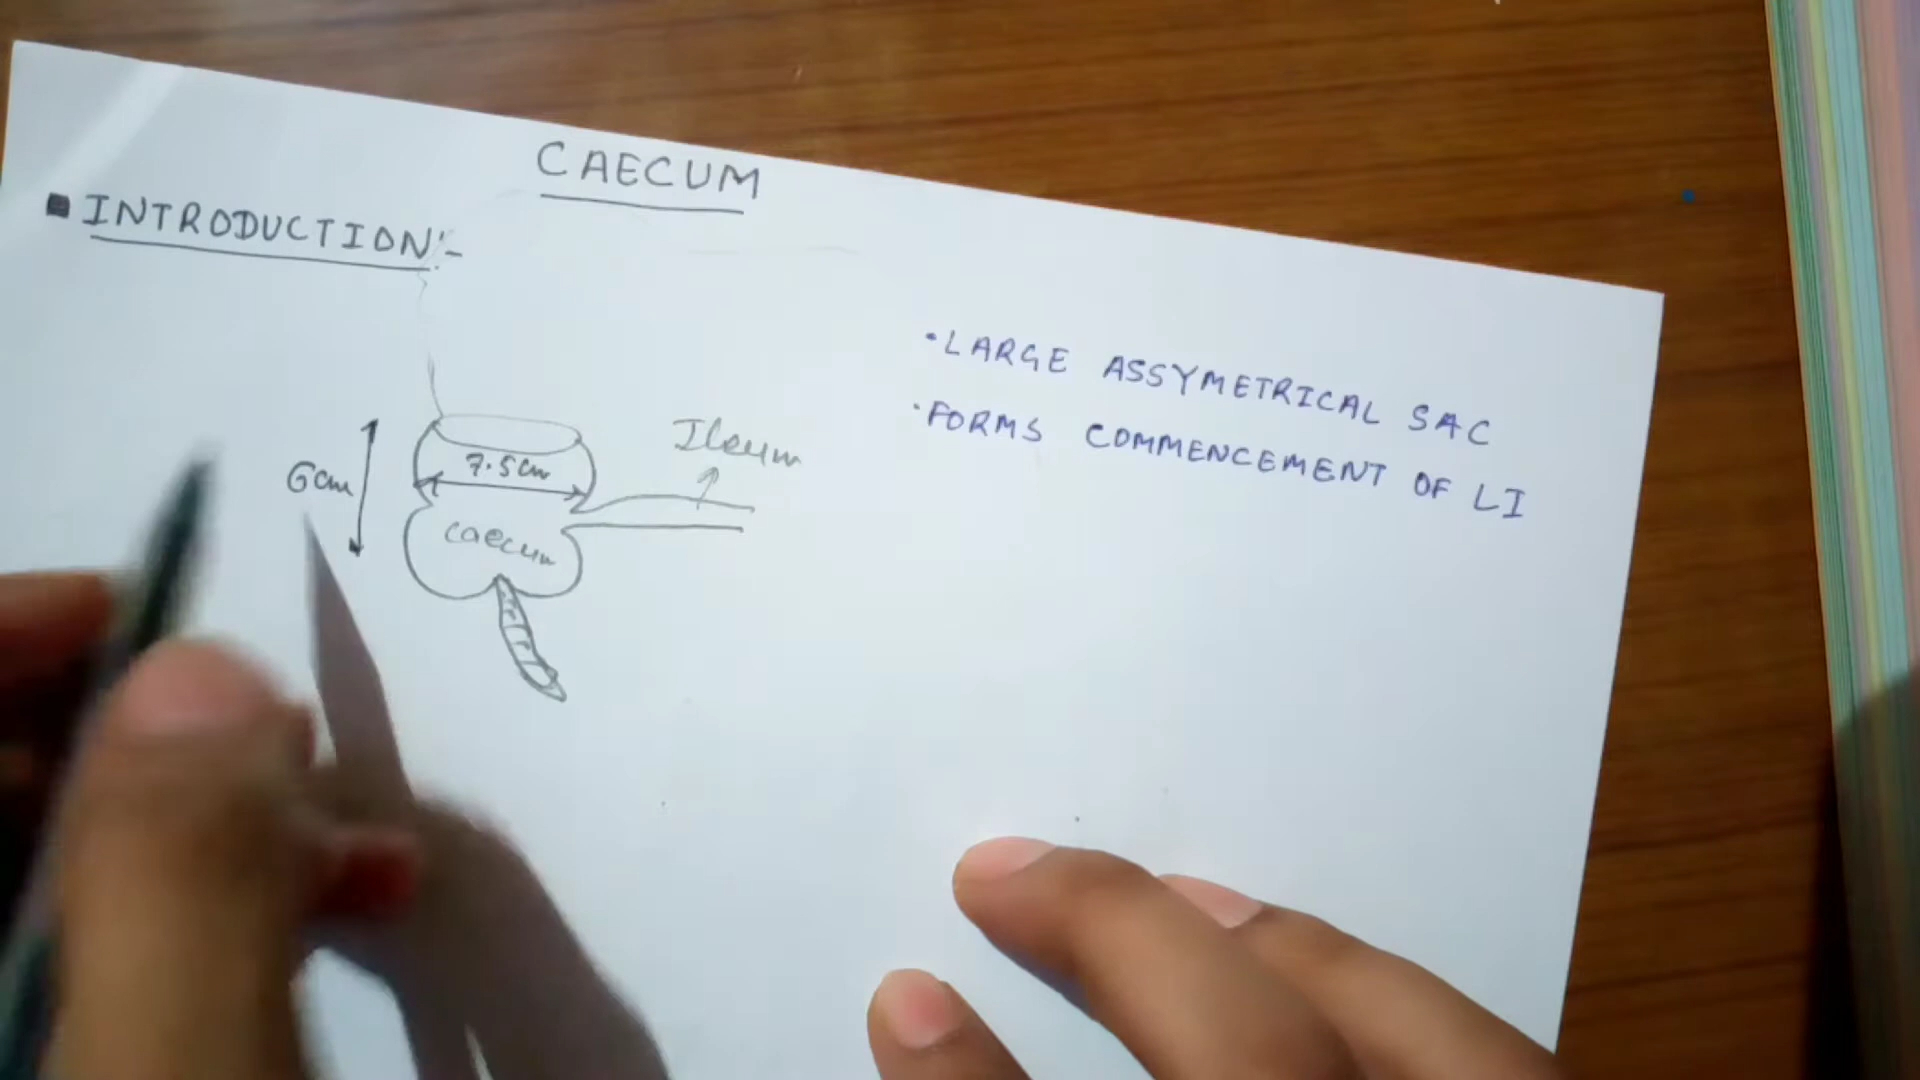 CAECUM
▪ INTRODUCTION:-
• LARGE ASSYMETRICAL SAC
• FORMS COMMENCEMENT OF LI
Ileum
7.5cm
6cm
caecum